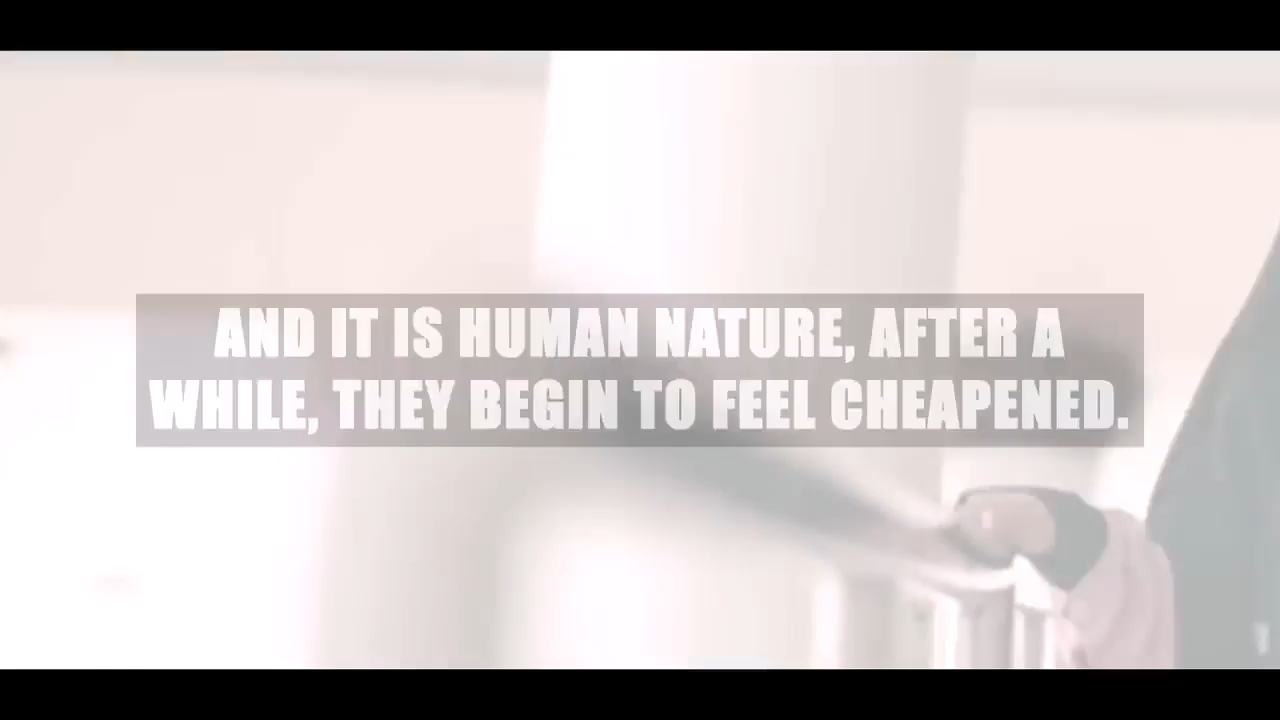 AND IT IS HUMAN NATURE, AFTER A
WHILE, THEY BEGIN TO FEEL CHEAPENED.